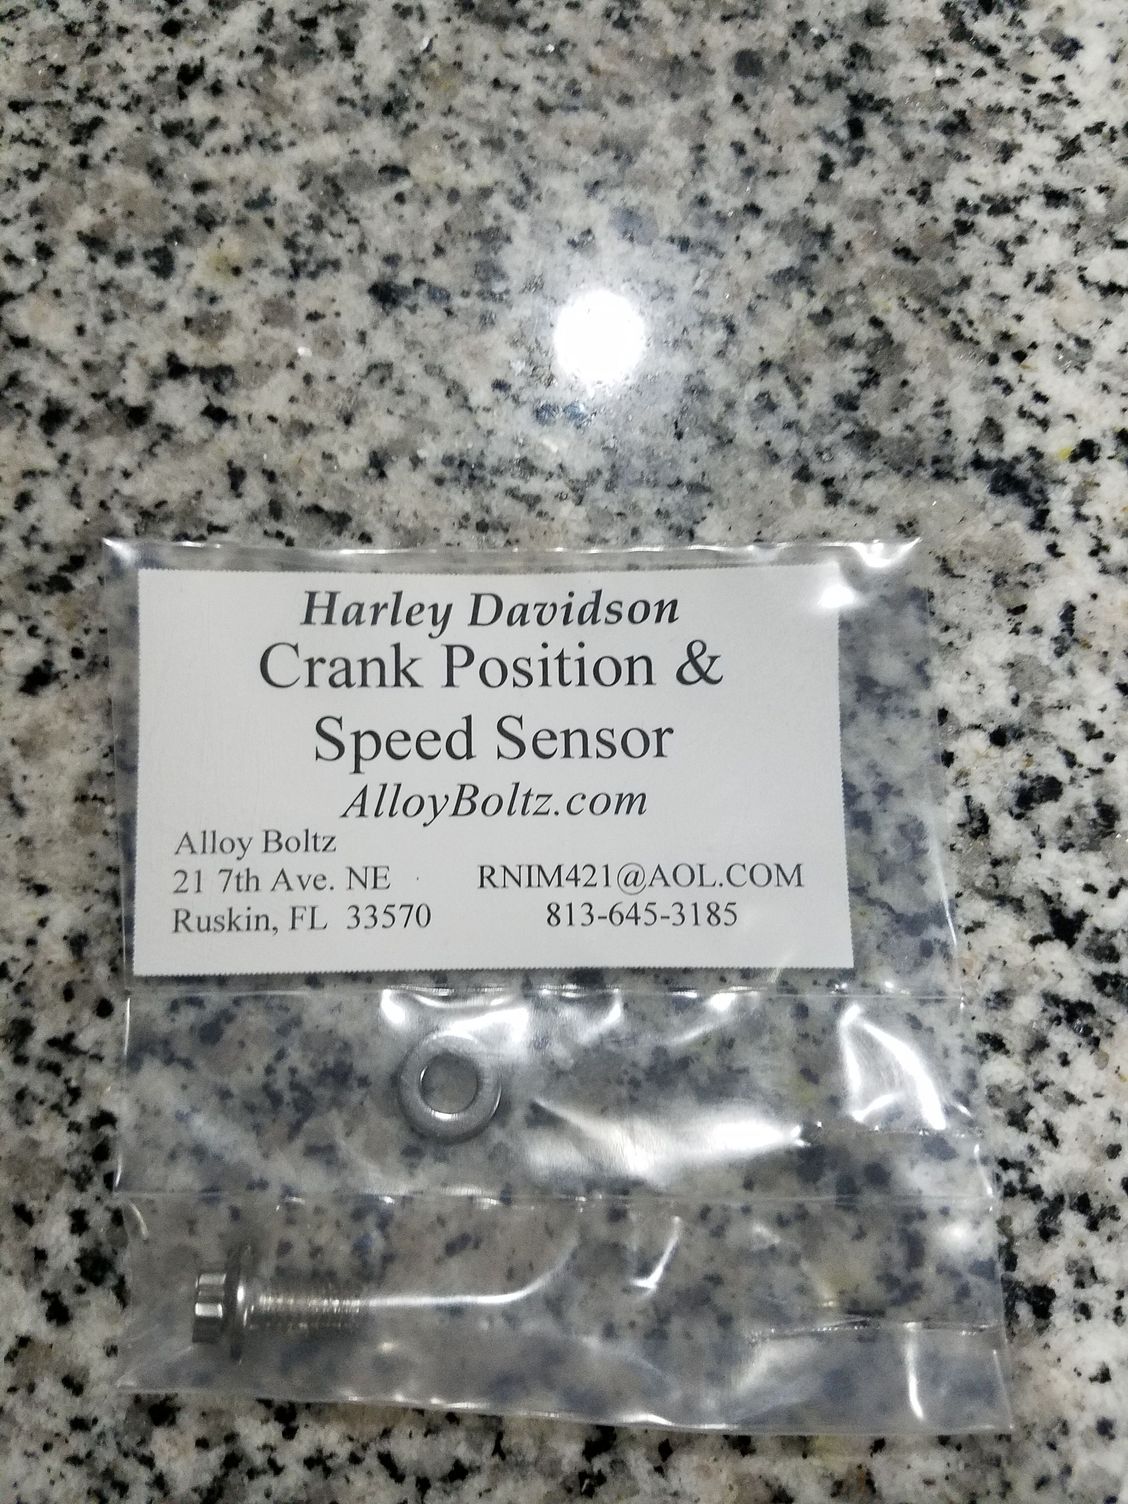 Harley Davidson
Crank Position &
Speed Sensor
AlloyBoltz.com
Alloy Boltz
21 7th Ave. NE RNIM421@AOL.COM
Ruskin, FL 33570 813-645-3185